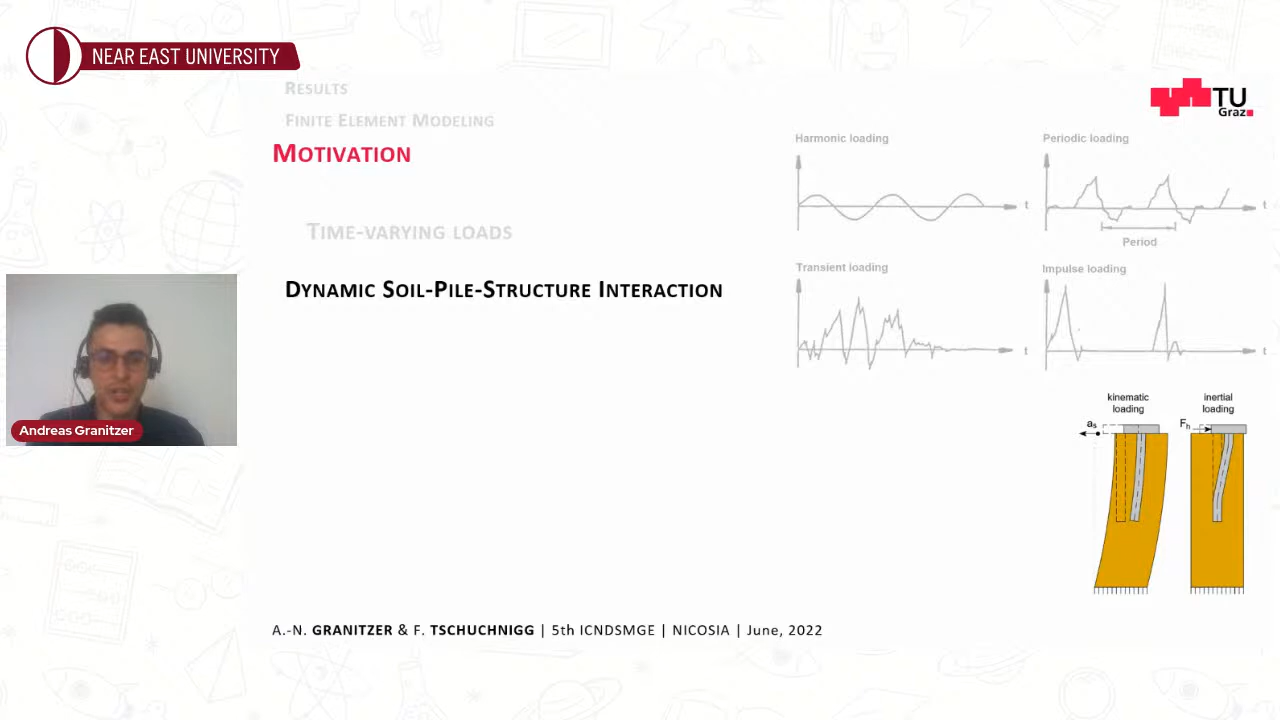 NEAR EAST UNIVERSITY
TU
Graz
RESULTS
FINITE ELEMENT MODELING
MOTIVATION
TIME-VARYING LOADS
DYNAMIC SOIL-PILE-STRUCTURE INTERACTION
Harmonic loading
t
Periodic loading
t
Period
Transient loading
t
Impulse loading
t
kinematic
loading
as
inertial
loading
Fh
Andreas Granitzer
A.-N. GRANITZER & F. TSCHUCHNIGG | 5th ICNDSMGE | NICOSIA | June, 2022